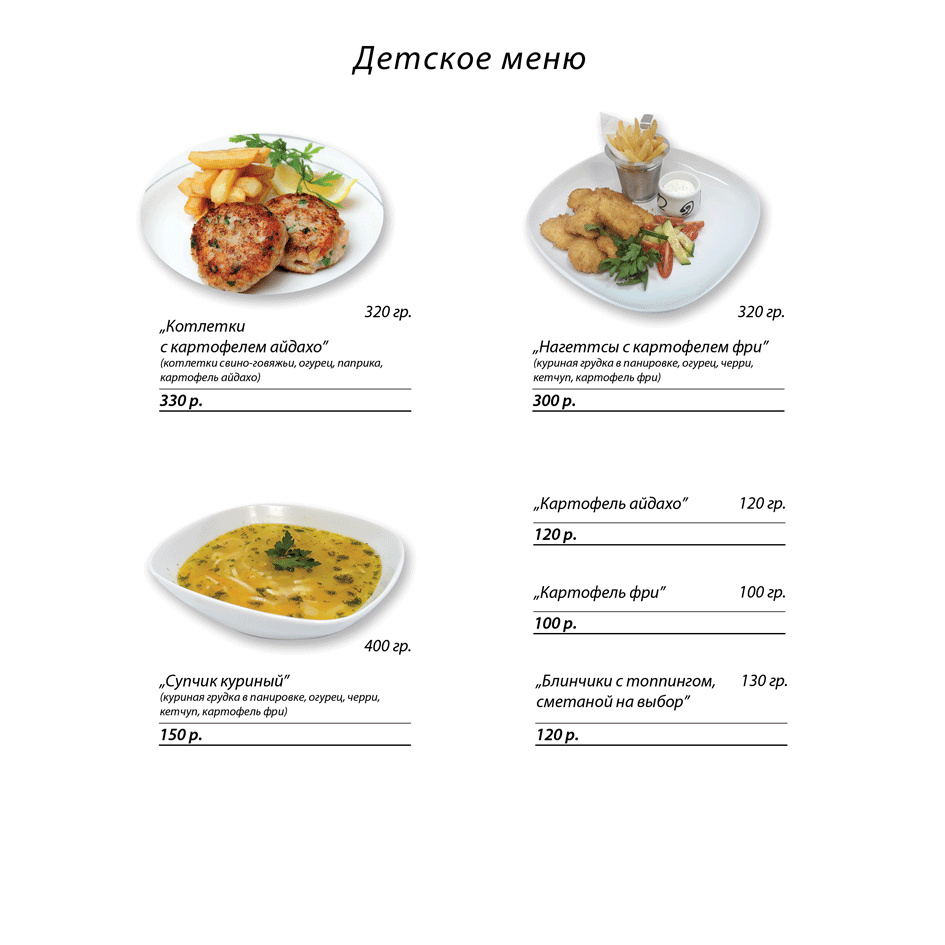 Детское меню
320 гр.
„Котлетки
с картофелем айдахо”
(котлетки свино-говяжьи, огурец, паприка,
картофель айдахо)
330 р.
320 гр.
„Нагеттсы с картофелем фри”
(куриная грудка в панировке, огурец, черри,
кетчуп, картофель фри)
300 р.
400 гр.
„Супчик куриный”
(куриная грудка в панировке, огурец, черри,
кетчуп, картофель фри)
150 р.
„Картофель айдахо” 120 гр.
120 р.
„Картофель фри” 100 гр.
100 р.
„Блинчики с топпингом, 130 гр.
сметаной на выбор”
120 р.